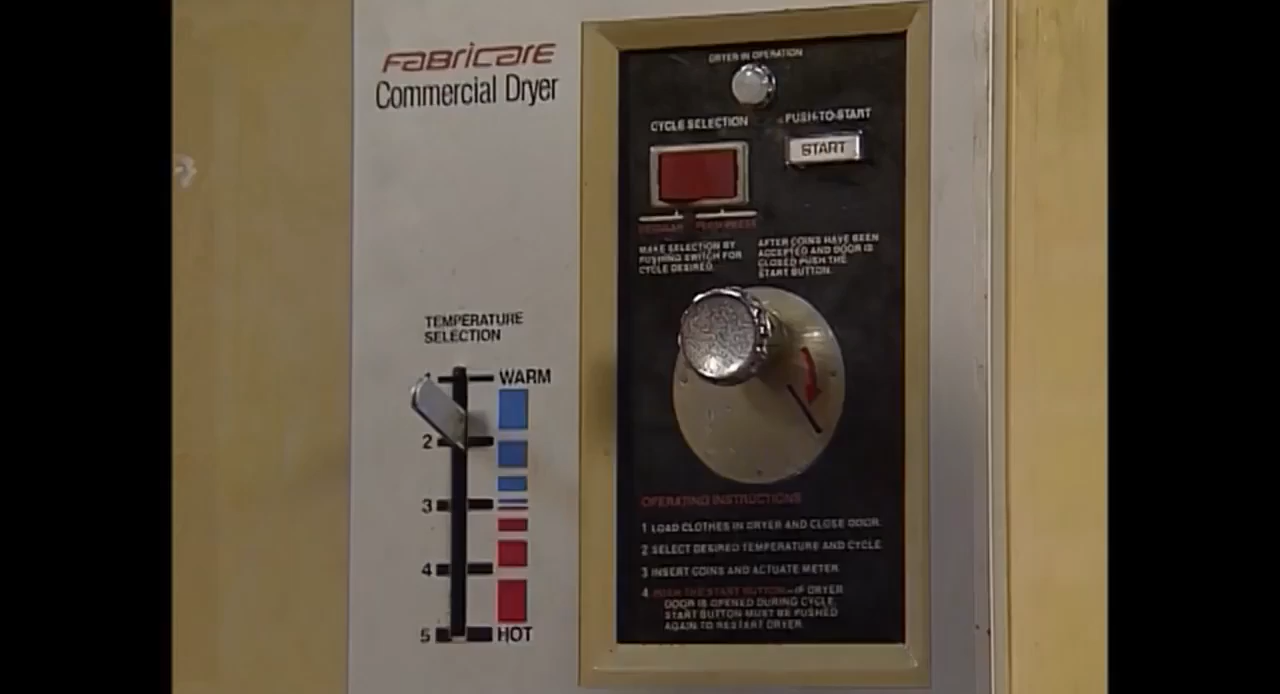 FABRICARE
Commercial Dryer
DRYER IN OPERATION
CYCLE SELECTION
PUSH-TO-START
START
REGULAR PERM PRESS
MAKE SELECTION BY
PUSHING SWITCH FOR
CYCLE DESIRED.
AFTER COINS HAVE BEEN
ACCEPTED AND DOOR IS
CLOSED PUSH THE
START BUTTON.
TEMPERATURE
SELECTION
1 WARM
2
3
4
5 HOT
OPERATING INSTRUCTIONS
1 LOAD CLOTHES IN DRYER AND CLOSE DOOR.
2 SELECT DESIRED TEMPERATURE AND CYCLE.
3 INSERT COINS AND ACTUATE METER.
4 PUSH THE START BUTTON - IF DRYER
DOOR IS OPENED DURING CYCLE,
START BUTTON MUST BE PUSHED
AGAIN TO RESTART DRYER.